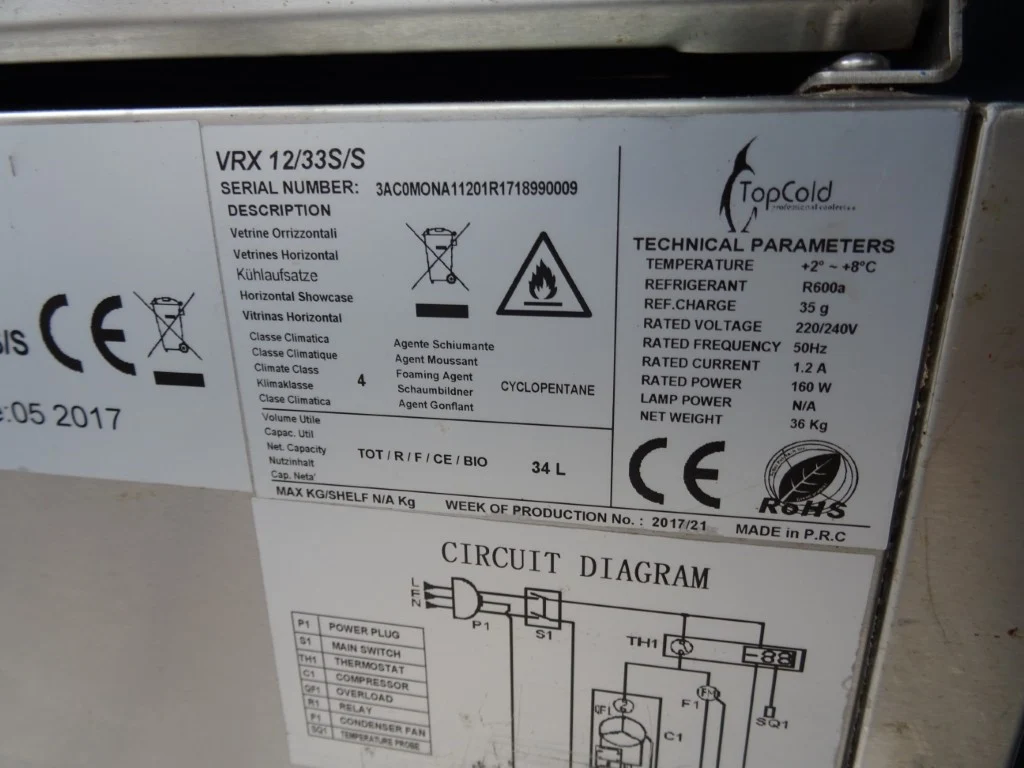 S/S
:05 2017
VRX 12/33S/S
SERIAL NUMBER: 3AC0MONA11201R1718990009
DESCRIPTION
Vetrine Orrizzontali
Vetrines Horizontal
Kühlaufsatze
Horizontal Showcase
Vitrinas Horizontal
Classe Climatica
Classe Climatique
Climate Class
Klimaklasse
Clase Climatica
4
Agente Schiumante
Agent Moussant
Foaming Agent
Schaumbildner
Agent Gonflant
CYCLOPENTANE
Volume Utile
Capac. Util
Net. Capacity
Nutzinhalt
Cap. Neta'
TOT / R / F / CE / BIO 34 L
MAX KG/SHELF N/A Kg WEEK OF PRODUCTION No. : 2017/21 MADE in P.R.C
TopCold
TECHNICAL PARAMETERS
TEMPERATURE +2° ~ +8°C
REFRIGERANT R600a
REF.CHARGE 35 g
RATED VOLTAGE 220/240V
RATED FREQUENCY 50Hz
RATED CURRENT 1.2 A
RATED POWER 160 W
LAMP POWER N/A
NET WEIGHT 36 Kg
RoHS
CIRCUIT DIAGRAM
P1 POWER PLUG
S1 MAIN SWITCH
TH1 THERMOSTAT
C1 COMPRESSOR
QF1 OVERLOAD
R1 RELAY
F1 CONDENSER FAN
SQ1 TEMPERATURE PROBE
L
E
N
P1
S1
TH1
-88
QF1
C1
F1
FM
SQ1